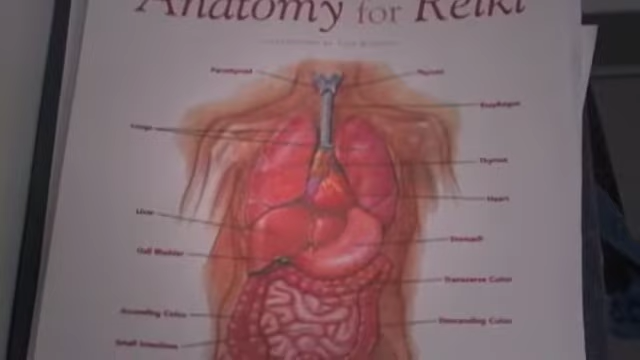 Anatomy for Reiki
Parathyroid
Thyroid
Esophagus
Lungs
Thymus
Heart
Liver
Stomach
Gall Bladder
Transverse Colon
Ascending Colon
Descending Colon
Small Intestines